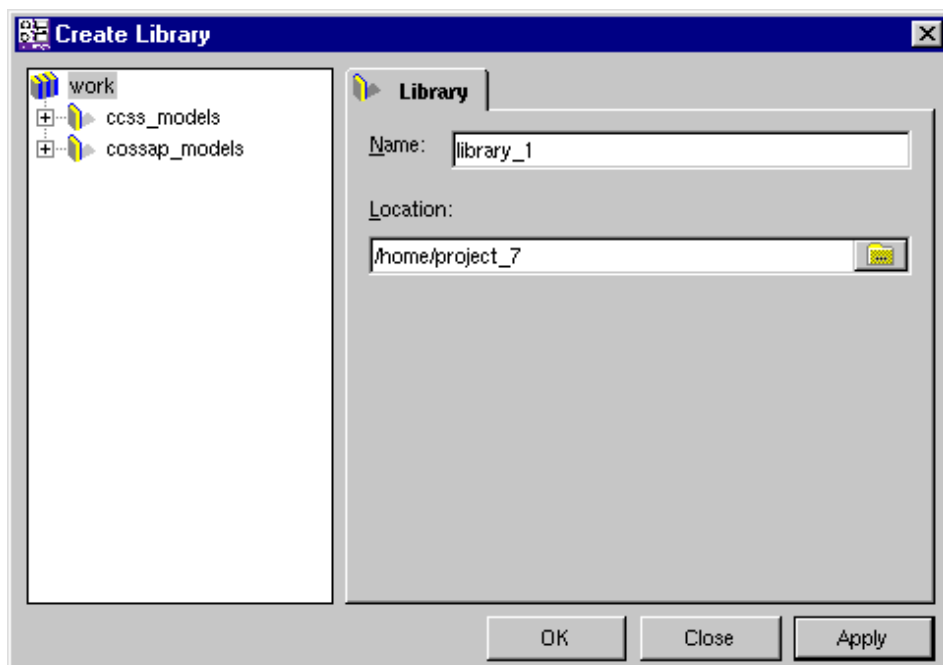 Create Library
work
ccss_models
cossap_models
Library
Name:
library_1
Location:
/home/project_7
OK
Close
Apply